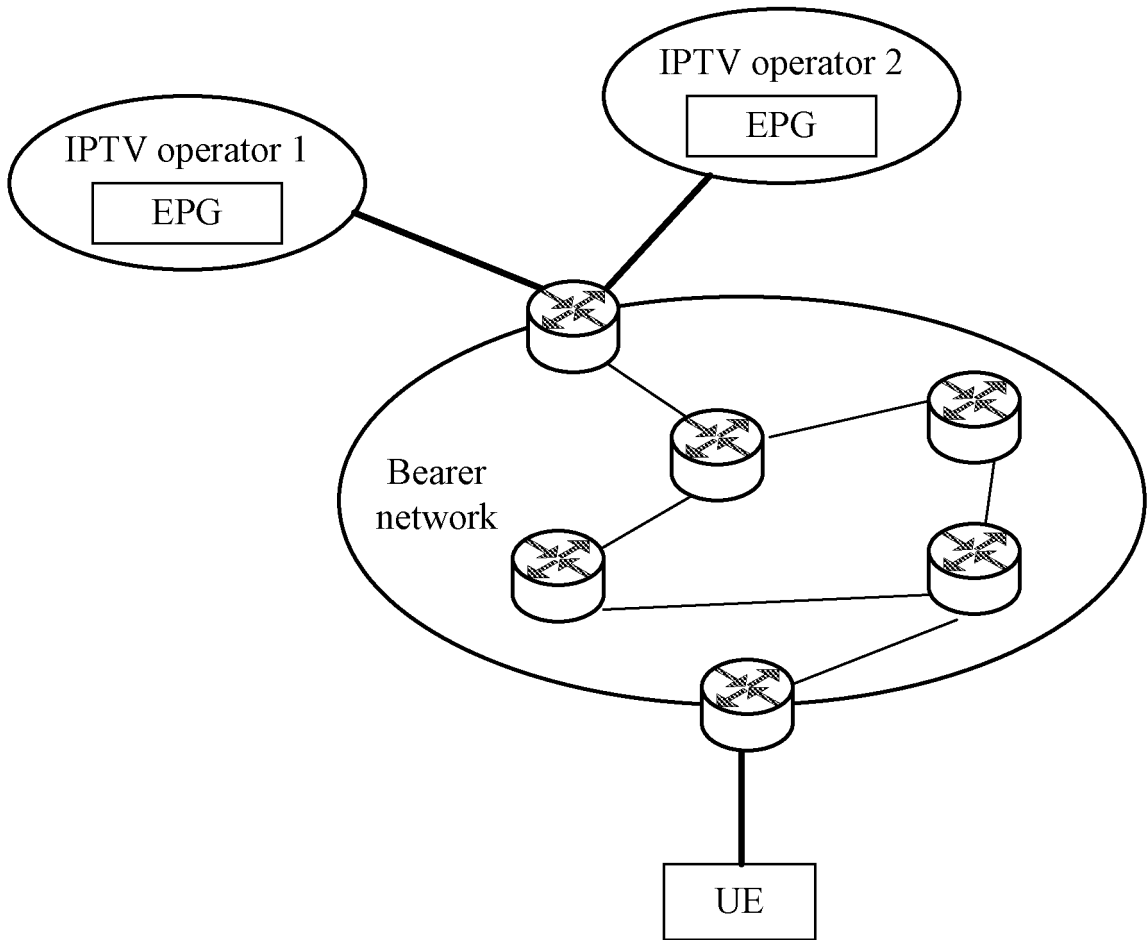 IPTV operator 2
EPG
IPTV operator 1
EPG
Bearer
network
UE